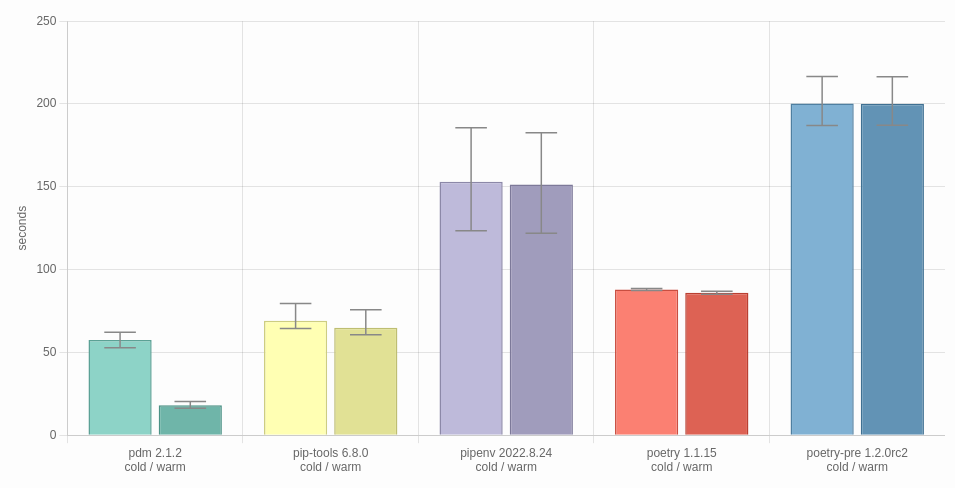 250
200
150
100
50
0
seconds
pdm 2.1.2
cold / warm
pip-tools 6.8.0
cold / warm
pipenv 2022.8.24
cold / warm
poetry 1.1.15
cold / warm
poetry-pre 1.2.0rc2
cold / warm